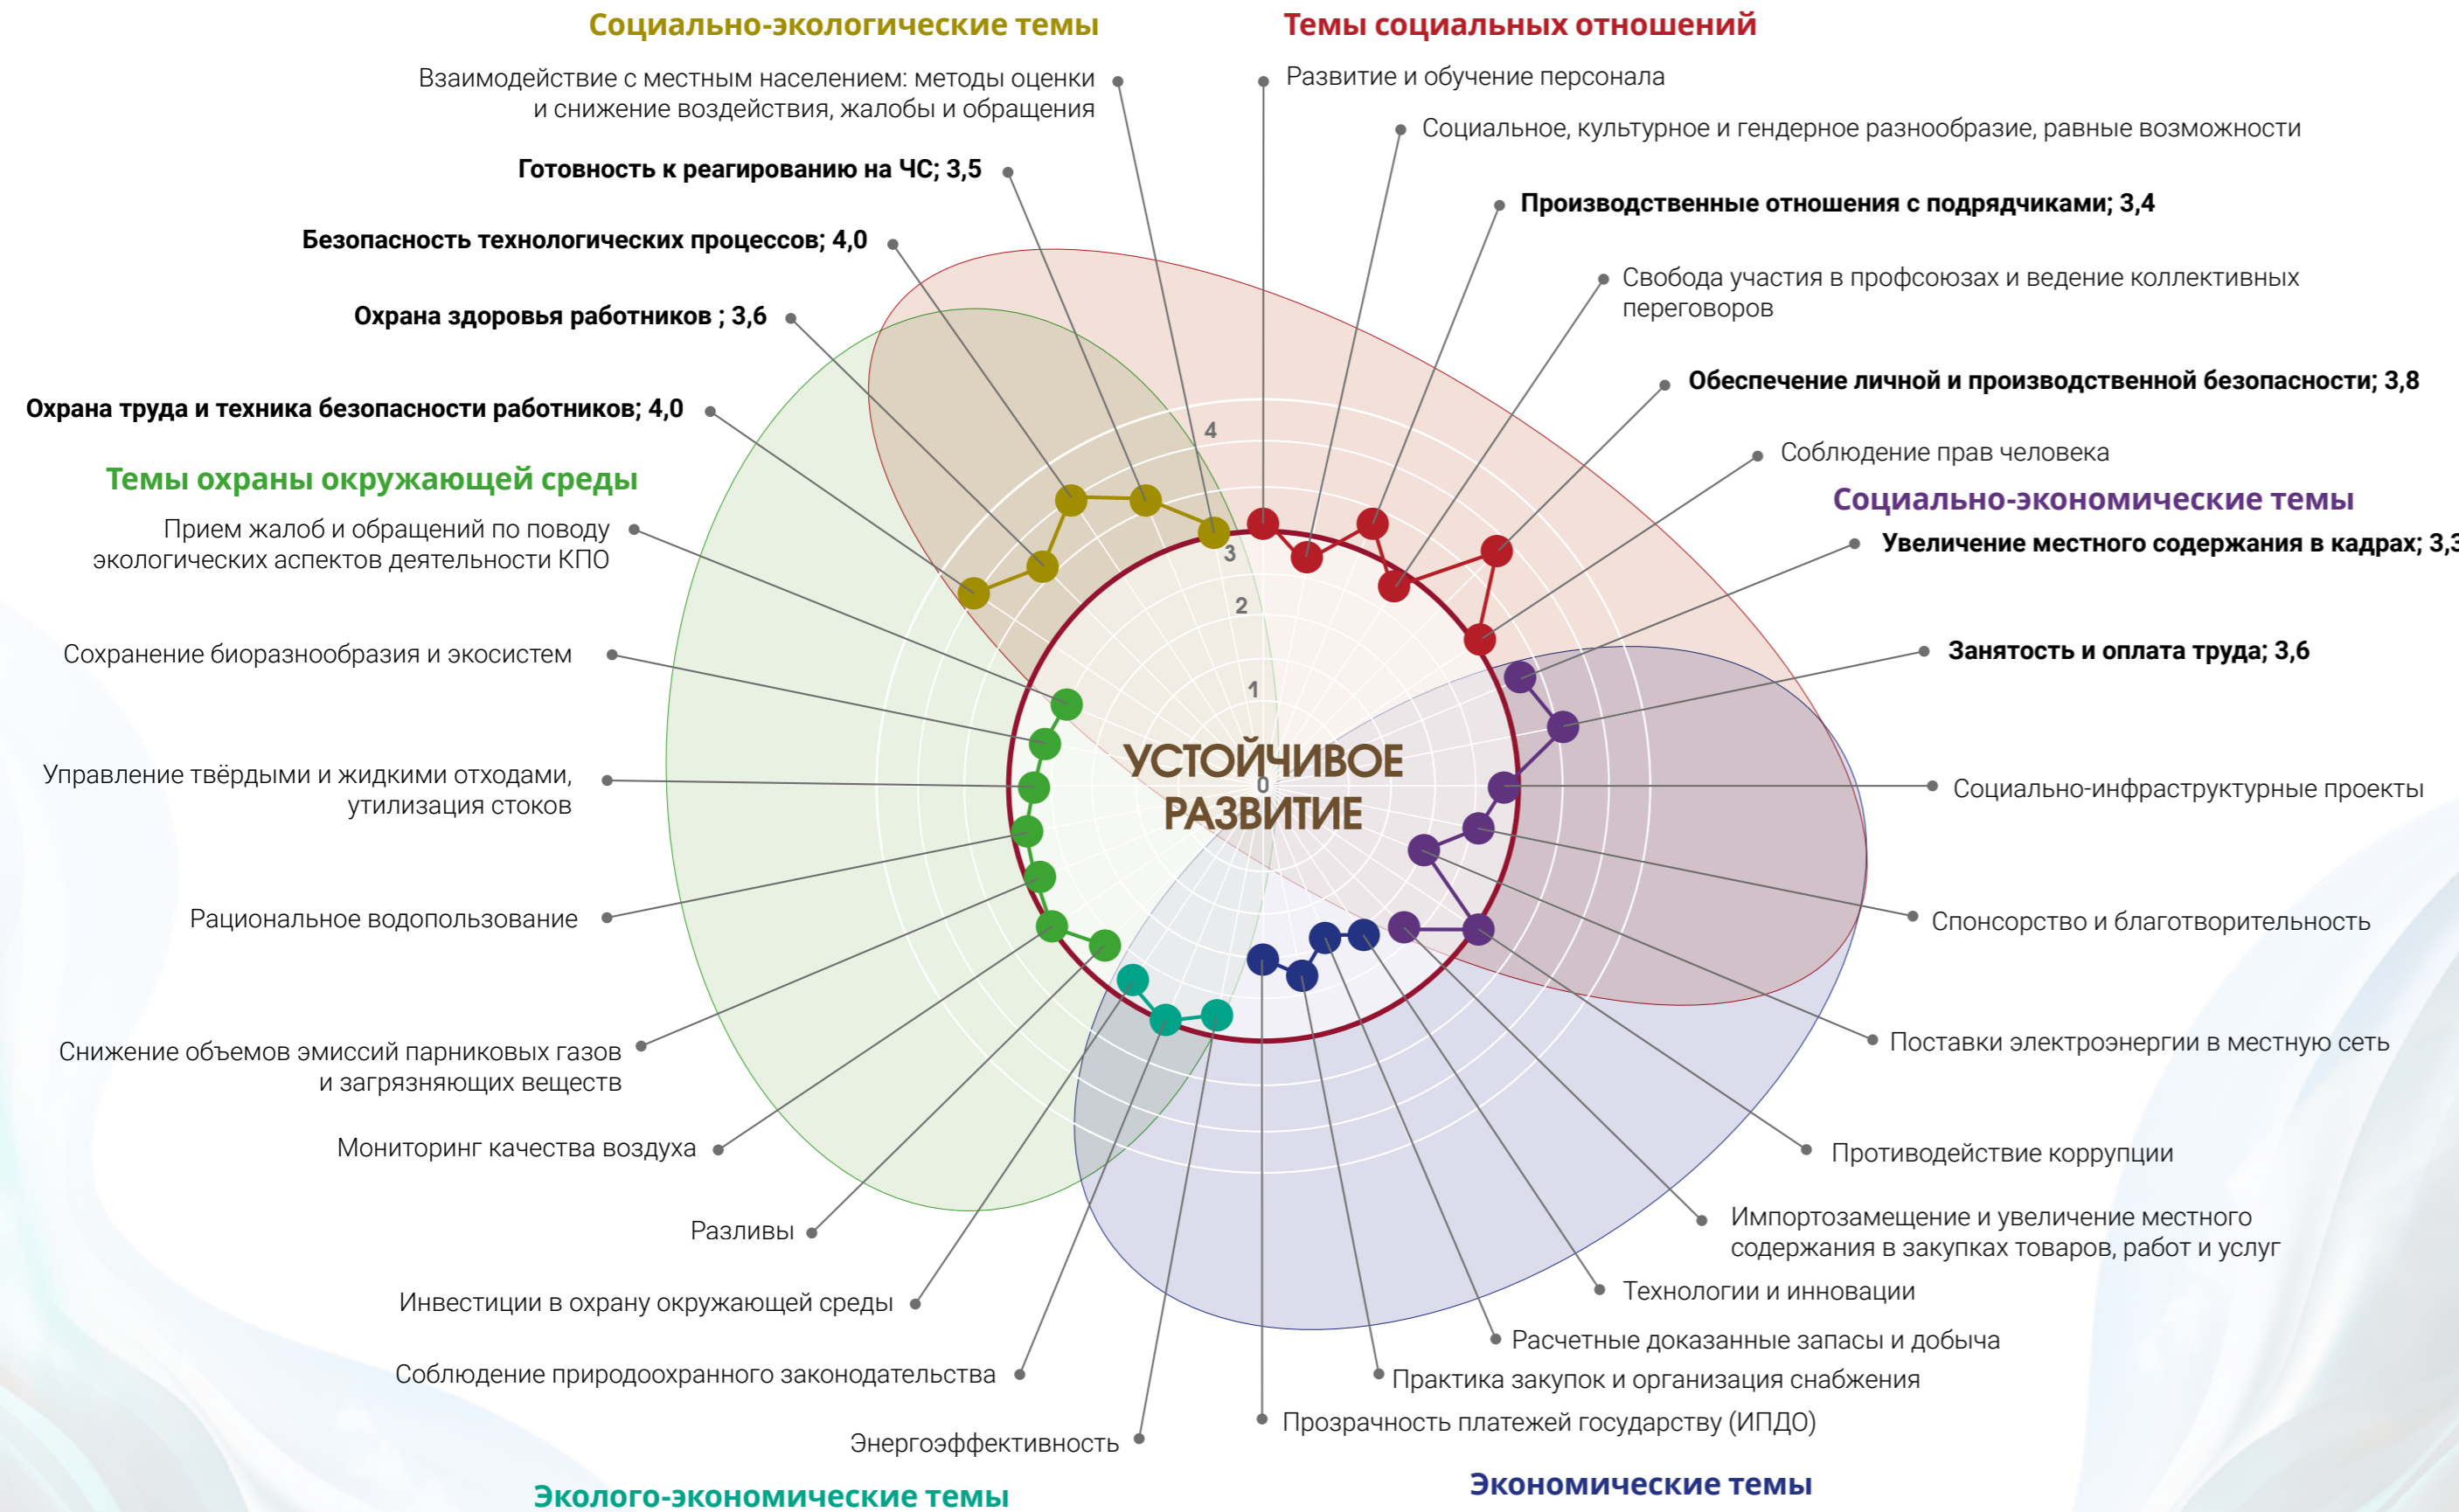 Социально-экологические темы
Взаимодействие с местным населением: методы оценки
и снижение воздействия, жалобы и обращения
Готовность к реагированию на ЧС; 3,5
Безопасность технологических процессов; 4,0
Охрана здоровья работников ; 3,6
Охрана труда и техника безопасности работников; 4,0
Темы охраны окружающей среды
Прием жалоб и обращений по поводу
экологических аспектов деятельности КПО
Сохранение биоразнообразия и экосистем
Управление твёрдыми и жидкими отходами,
утилизация стоков
Рациональное водопользование
Снижение объемов эмиссий парниковых газов
и загрязняющих веществ
Мониторинг качества воздуха
Разливы
Инвестиции в охрану окружающей среды
Соблюдение природоохранного законодательства
Энергоэффективность
Эколого-экономические темы
4
3
2
1
УСТОЙЧИВОЕ
0
РАЗВИТИЕ
Темы социальных отношений
Развитие и обучение персонала
Социальное, культурное и гендерное разнообразие, равные возможности
Производственные отношения с подрядчиками; 3,4
Свобода участия в профсоюзах и ведение коллективных
переговоров
Обеспечение личной и производственной безопасности; 3,8
Соблюдение прав человека
Социально-экономические темы
Увеличение местного содержания в кадрах; 3,3
Занятость и оплата труда; 3,6
Социально-инфраструктурные проекты
Спонсорство и благотворительность
Поставки электроэнергии в местную сеть
Противодействие коррупции
Импортозамещение и увеличение местного
содержания в закупках товаров, работ и услуг
Технологии и инновации
Расчетные доказанные запасы и добыча
Практика закупок и организация снабжения
Прозрачность платежей государству (ИПДО)
Экономические темы